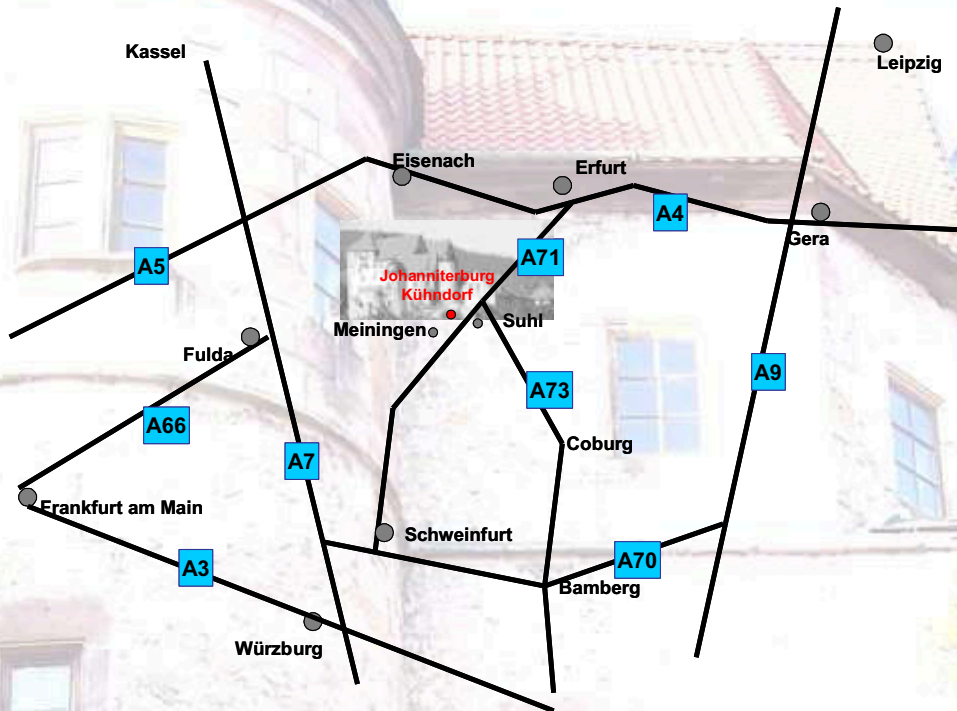 Kassel
Leipzig
Eisenach
Erfurt
A4
Gera
A71
A5
Johanniterburg
Kühndorf
Meiningen
Suhl
Fulda
A9
A73
A66
Coburg
A7
Frankfurt am Main
Schweinfurt
A70
A3
Bamberg
Würzburg